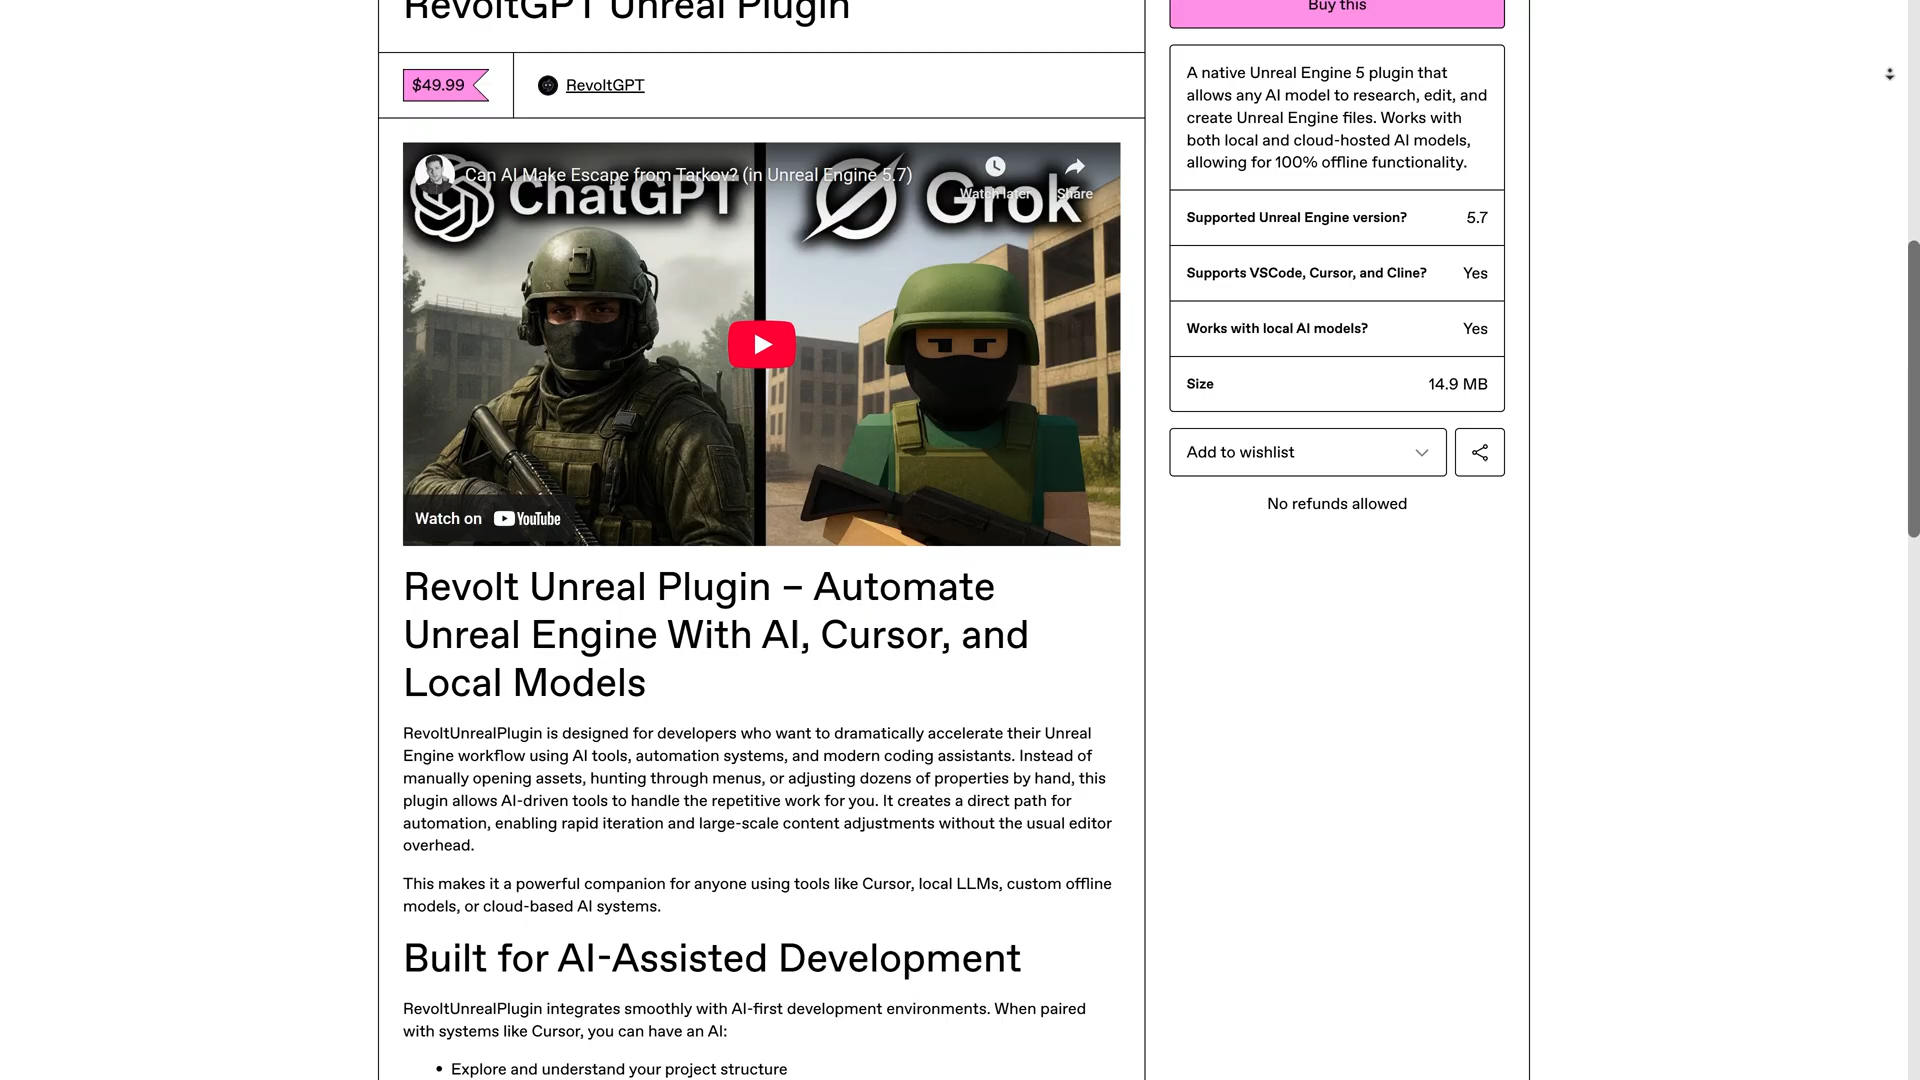 RevoltGPT Unreal Plugin
$49.99
RevoltGPT
Can AI Make Escape from Tarkov? (in Unreal Engine 5.7)
Watch later
Share
ChatGPT
Grok
Watch on YouTube
Revolt Unreal Plugin – Automate
Unreal Engine With AI, Cursor, and
Local Models
RevoltUnrealPlugin is designed for developers who want to dramatically accelerate their Unreal
Engine workflow using AI tools, automation systems, and modern coding assistants. Instead of
manually opening assets, hunting through menus, or adjusting dozens of properties by hand, this
plugin allows AI-driven tools to handle the repetitive work for you. It creates a direct path for
automation, enabling rapid iteration and large-scale content adjustments without the usual editor
overhead.
This makes it a powerful companion for anyone using tools like Cursor, local LLMs, custom offline
models, or cloud-based AI systems.
Built for AI-Assisted Development
RevoltUnrealPlugin integrates smoothly with AI-first development environments. When paired
with systems like Cursor, you can have an AI:
• Explore and understand your project structure
Buy this
A native Unreal Engine 5 plugin that
allows any AI model to research, edit, and
create Unreal Engine files. Works with
both local and cloud-hosted AI models,
allowing for 100% offline functionality.
Supported Unreal Engine version? 5.7
Supports VSCode, Cursor, and Cline? Yes
Works with local AI models? Yes
Size 14.9 MB
Add to wishlist
No refunds allowed